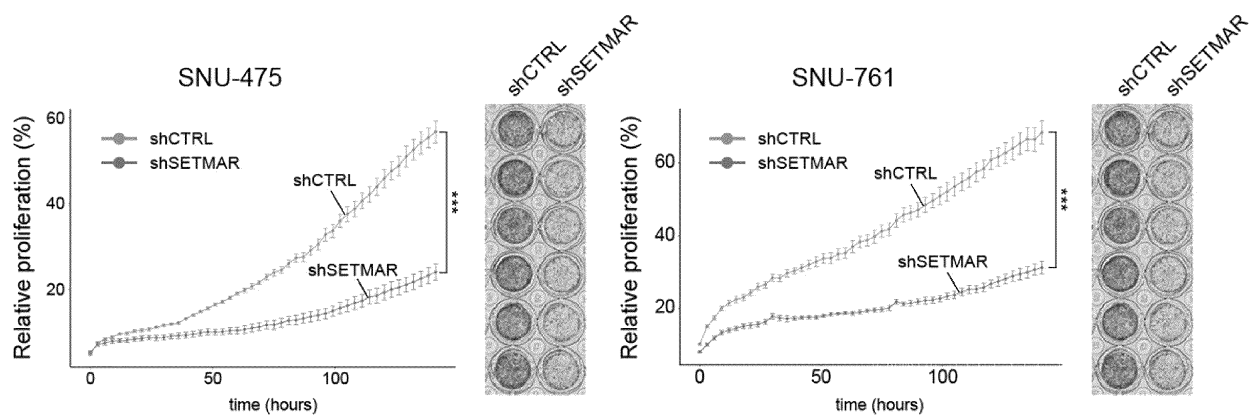 SNU-475
Relative proliferation (%)
60
40
20
shCTRL
shSETMAR
shCTRL
shSETMAR
***
0
50
100
time (hours)
shCTRL
shSETMAR
SNU-761
Relative proliferation (%)
60
40
20
shCTRL
shSETMAR
shCTRL
shSETMAR
***
0
50
100
time (hours)
shCTRL
shSETMAR